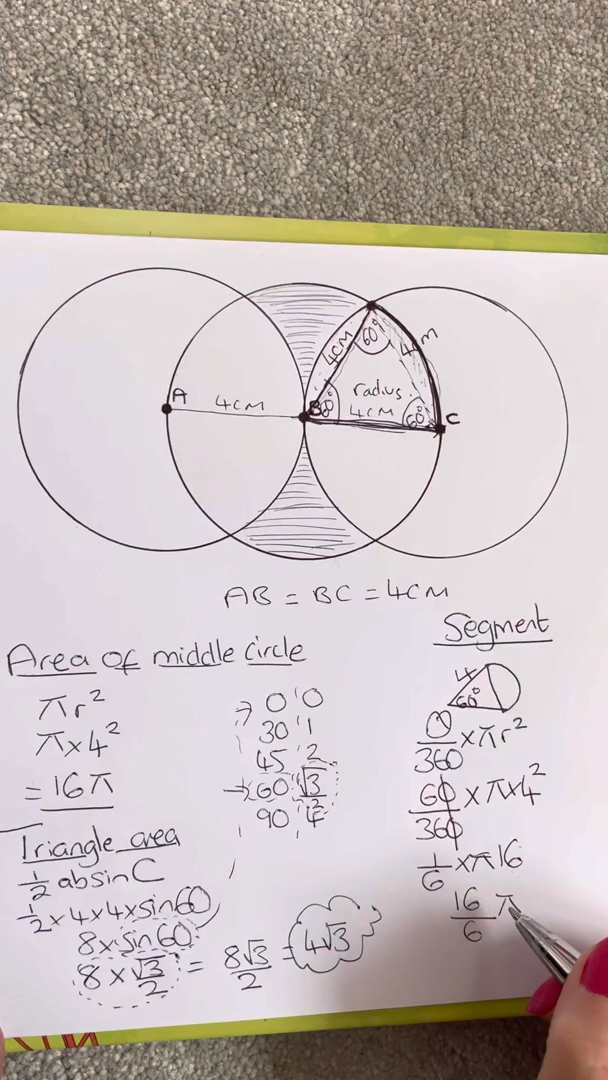 A
4cm
B
4cm
60°
4cm
60°
radius
4cm
60°
C
AB = BC = 4CM
Segment
Area of middle circle
4
60°
πr²
π×4²
= 16π
→ 0 0
30 1
45 2
→ 60 √3
90 4
2
θ/360 × πr²
60/360 × π×4²
1/6 × π16
16/6 π
Triangle area
½ absinC
½ × 4 × 4 × sin60
8 × sin60
8 × √3/2 = 8√3/2 = 4√3